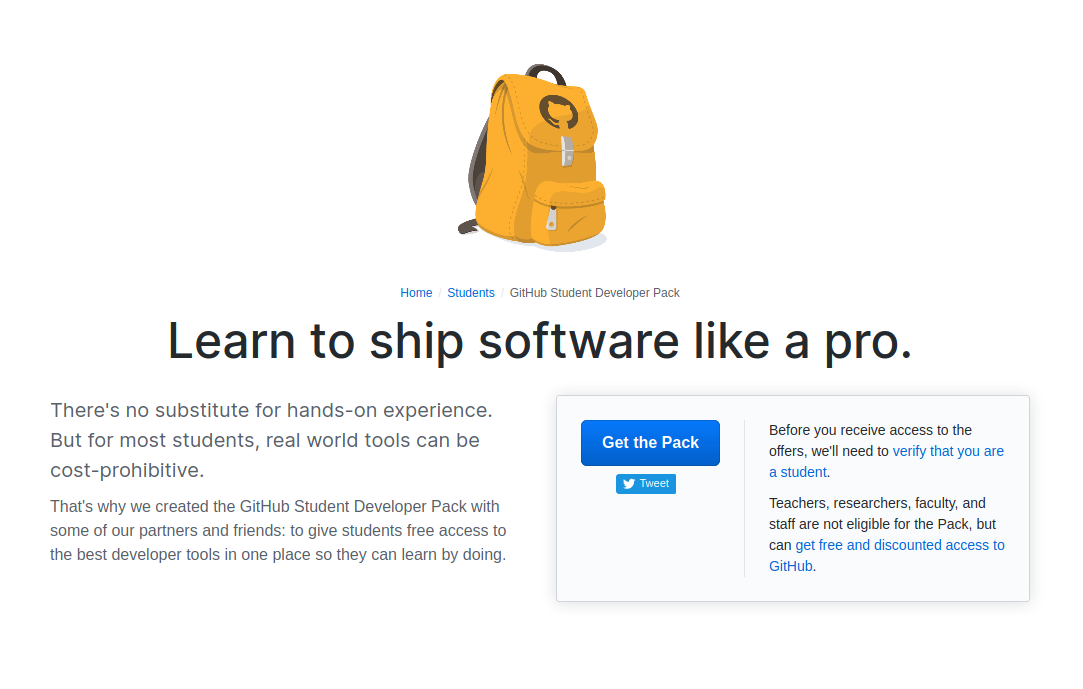 Home / Students / GitHub Student Developer Pack
Learn to ship software like a pro.
There's no substitute for hands-on experience.
But for most students, real world tools can be
cost-prohibitive.
That's why we created the GitHub Student Developer Pack with
some of our partners and friends: to give students free access to
the best developer tools in one place so they can learn by doing.
Get the Pack
Tweet
Before you receive access to the
offers, we'll need to verify that you are
a student.
Teachers, researchers, faculty, and
staff are not eligible for the Pack, but
can get free and discounted access to
GitHub.